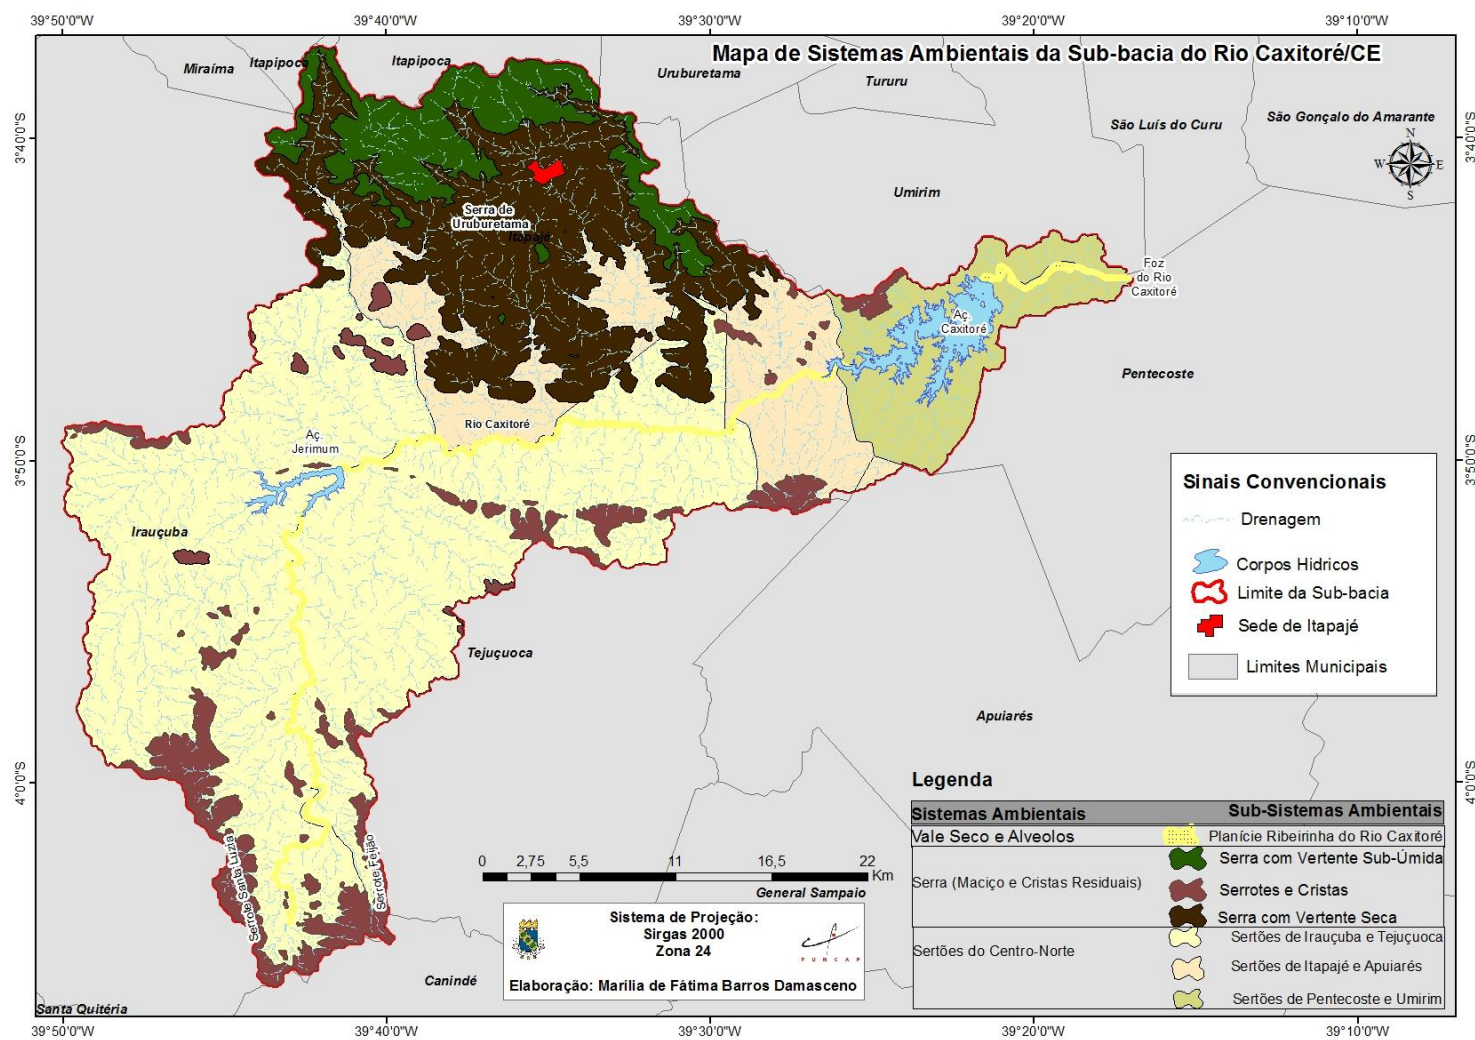 39°50'0"W
39°40'0"W
39°30'0"W
39°20'0"W
39°10'0"W
Mapa de Sistemas Ambientais da Sub-bacia do Rio Caxitoré/CE
Miraíma
Itapipoca
Itapipoca
Uruburetama
Tururu
São Luís do Curu
São Gonçalo do Amarante
3°40'0"S
3°40'0"S
N
W
E
S
Umirim
Serra de
Uruburetama
Itapajé
Foz
do Rio
Caxitoré
Aç.
Caxitoré
Pentecoste
Rio Caxitoré
Aç.
Jerimum
3°50'0"S
3°50'0"S
Irauçuba
Sinais Convencionais
Drenagem
Corpos Hídricos
Limite da Sub-bacia
Sede de Itapajé
Limites Municipais
Tejuçuoca
Apuiarés
4°0'0"S
4°0'0"S
Legenda
Sistemas Ambientais
Sub-Sistemas Ambientais
Vale Seco e Alveolos
Planície Ribeirinha do Rio Caxitoré
Serra (Maciço e Cristas Residuais)
Serra com Vertente Sub-Úmida
Serrotes e Cristas
Serra com Vertente Seca
Sertões do Centro-Norte
Sertões de Irauçuba e Tejuçuoca
Sertões de Itapajé e Apuiarés
Sertões de Pentecoste e Umirim
Serrote Santa Luzia
Serrote Feijão
0 2,75 5,5 11 16,5 22
Km
General Sampaio
Sistema de Projeção:
Sirgas 2000
Zona 24
FUNCAP
Elaboração: Marília de Fátima Barros Damasceno
Canindé
Santa Quitéria
39°50'0"W
39°40'0"W
39°30'0"W
39°20'0"W
39°10'0"W